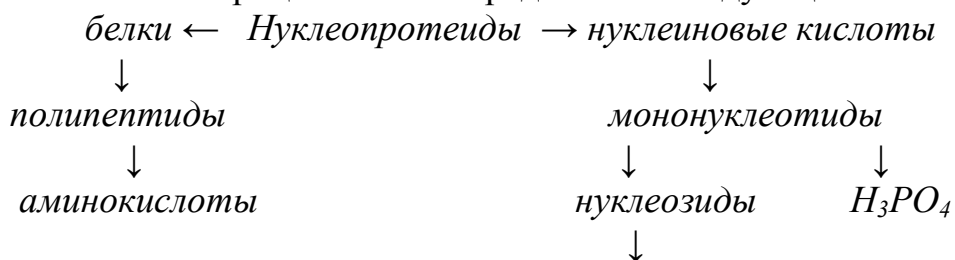 белки ← Нуклеопротеиды → нуклеиновые кислоты
↓ ↓
полипептиды мононуклеотиды
↓ ↓ ↓
аминокислоты нуклеозиды H₃PO₄
↓